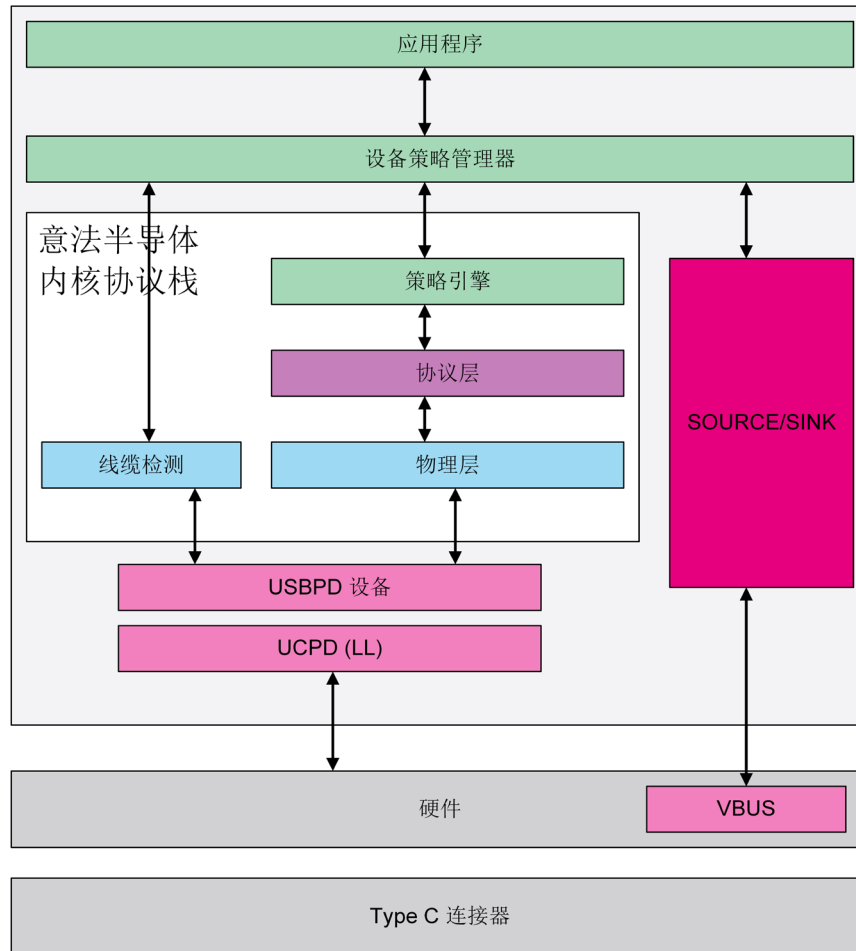 应用程序
设备策略管理器
意法半导体
内核协议栈
策略引擎
协议层
SOURCE/SINK
线缆检测
物理层
USBPD 设备
UCPD (LL)
硬件
VBUS
Type C 连接器